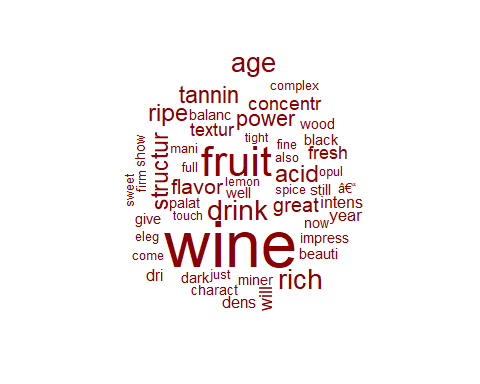 age
complex
tannin
concentr
ripe
balanc
power
wood
textur
tight
fine
black
structur
show
mani
fruit
also
fresh
firm
full
acid
opul
sweet
flavor
lemon
well
spice
still
â€“
palat
drink
great
intens
give
touch
now
year
eleg
wine
impress
come
beauti
dri
dark
just
miner
rich
charact
will
dens